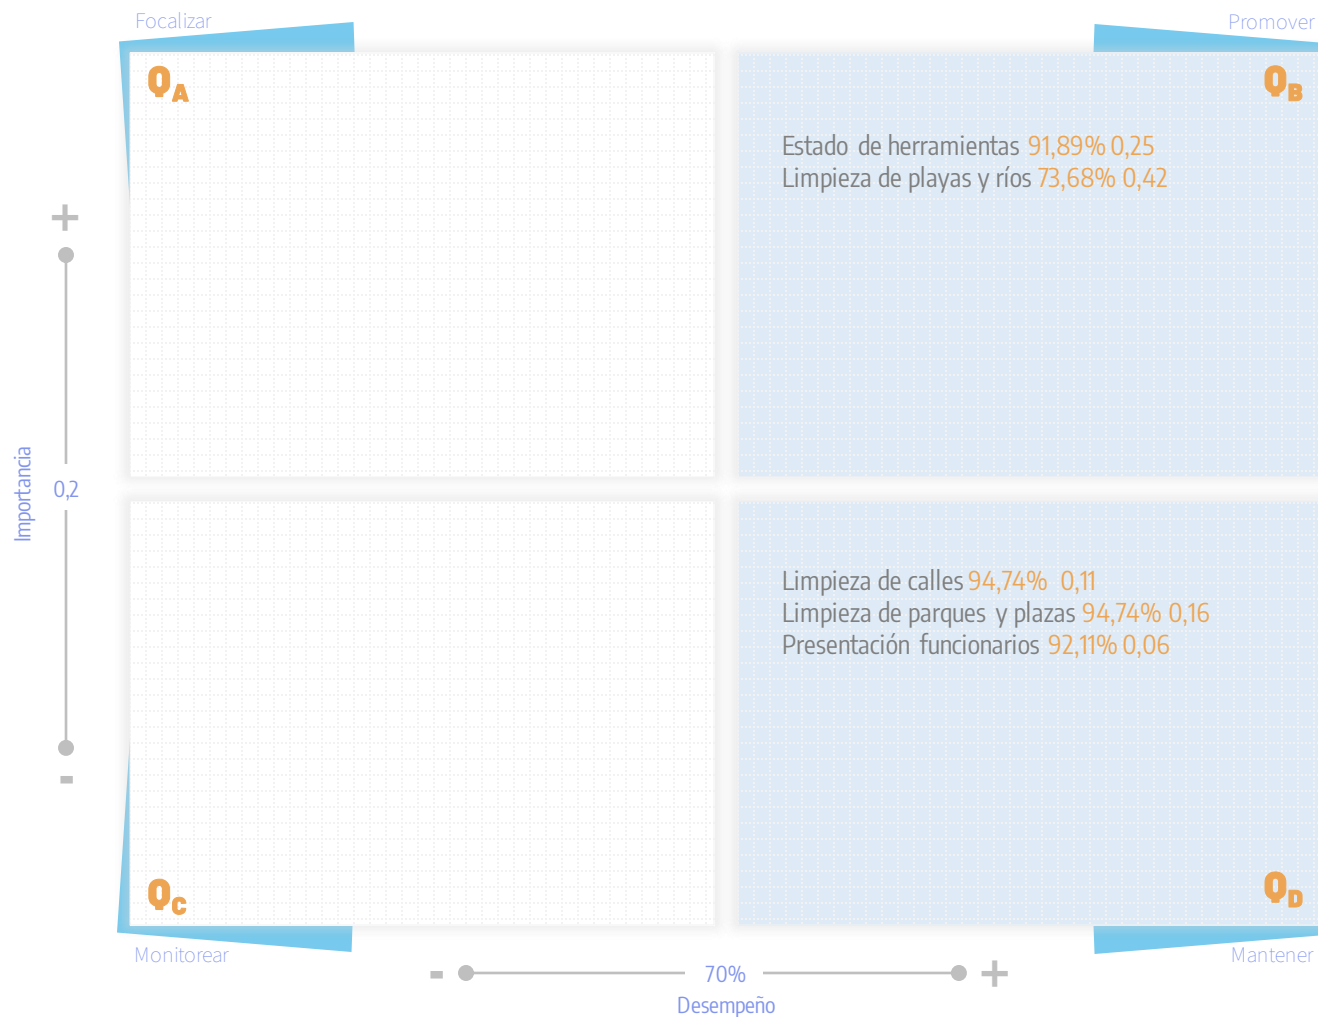 Focalizar
Promover
QA
QB
Estado de herramientas 91,89% 0,25
Limpieza de playas y ríos 73,68% 0,42
+
Importancia
0,2
Limpieza de calles 94,74% 0,11
Limpieza de parques y plazas 94,74% 0,16
Presentación funcionarios 92,11% 0,06
-
QC
QD
Monitorear
Mantener
- 70% +
Desempeño